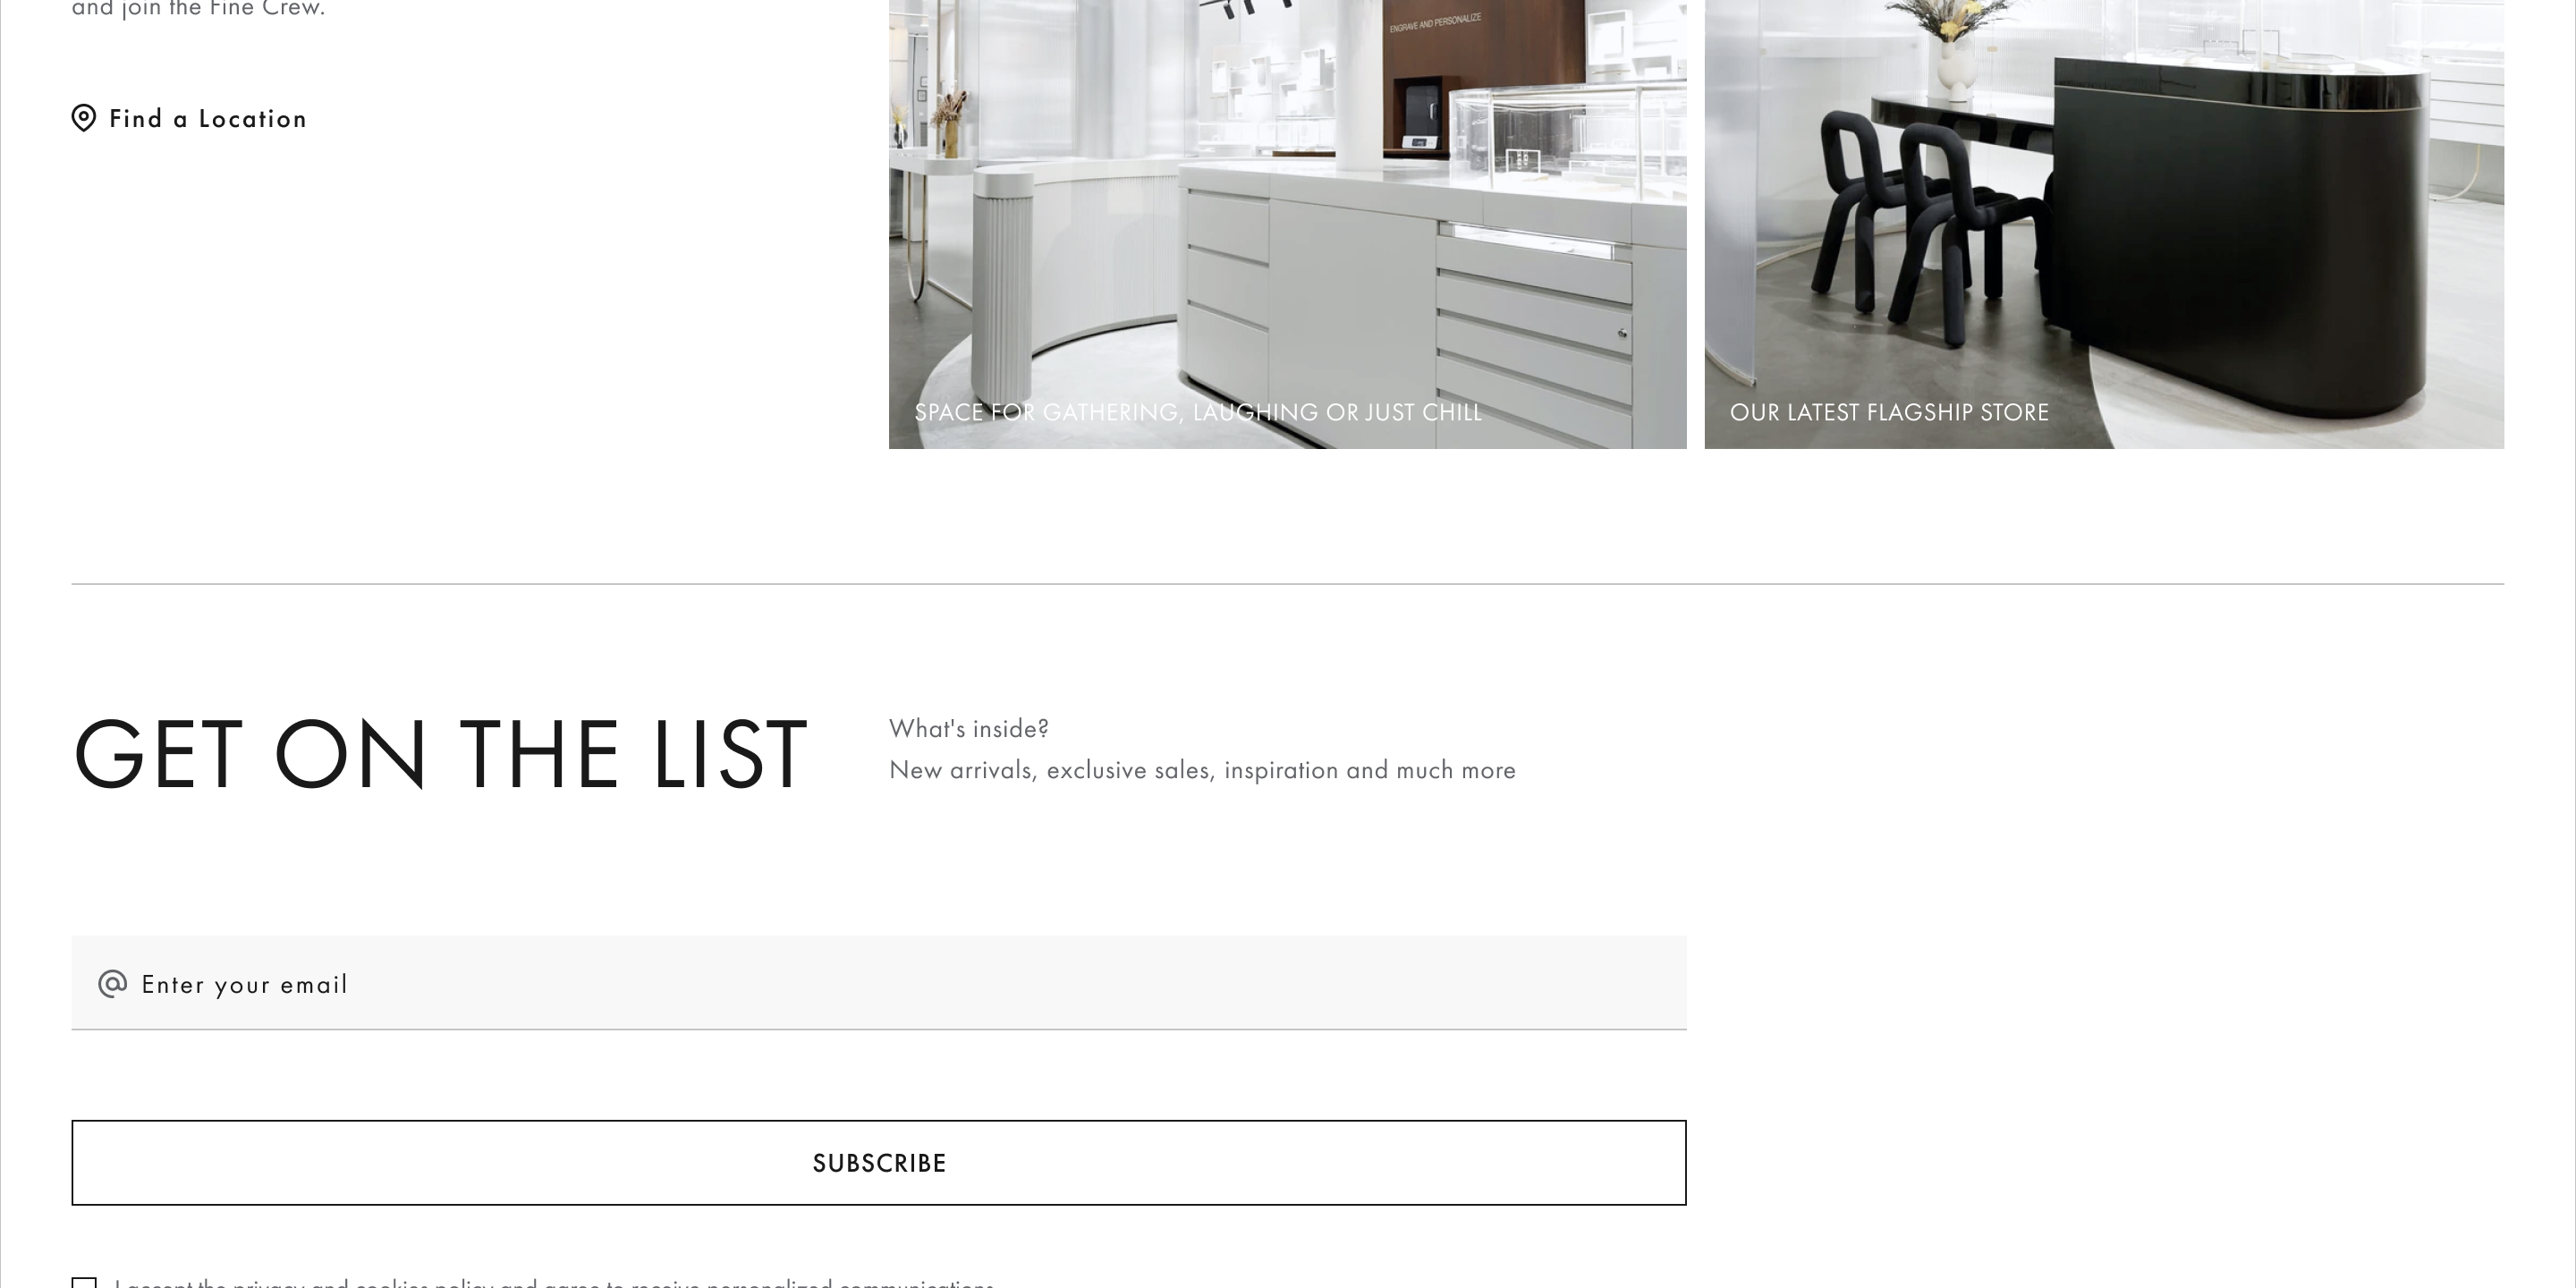 and join the Fine Crew.
Find a Location
ENGRAVE AND PERSONALIZE
SPACE FOR GATHERING, LAUGHING OR JUST CHILL
OUR LATEST FLAGSHIP STORE
GET ON THE LIST
What's inside?
New arrivals, exclusive sales, inspiration and much more
@ Enter your email
SUBSCRIBE
I accept the privacy and cookies policy and agree to receive personalized communications